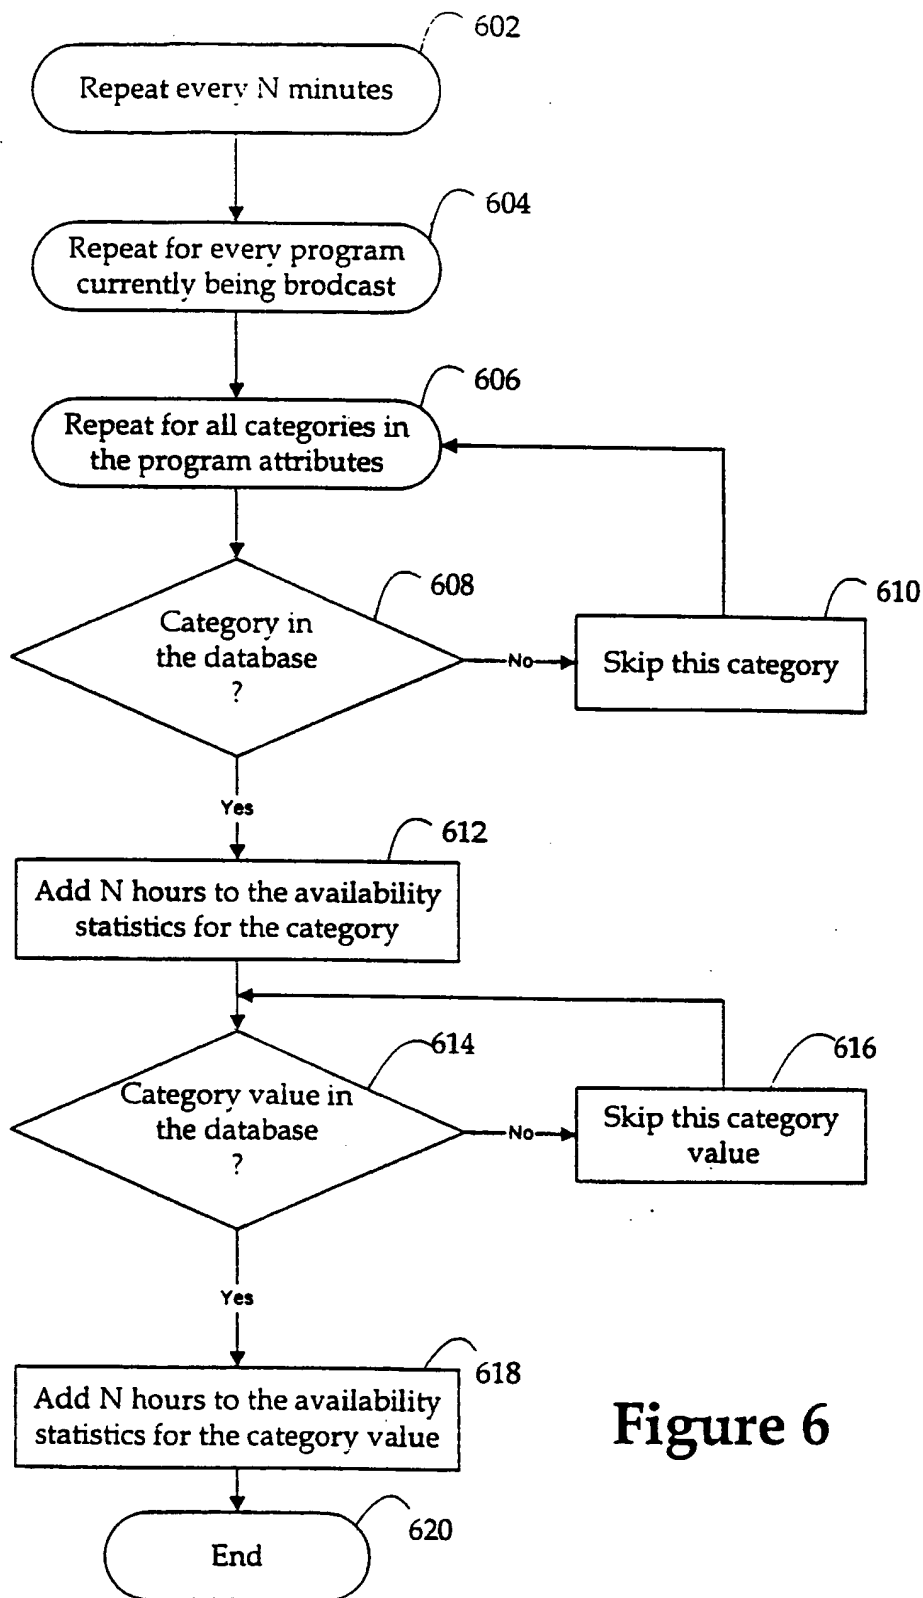 602
Repeat every N minutes
604
Repeat for every program
currently being brodcast
606
Repeat for all categories in
the program attributes
608
Category in
the database
?
No
610
Skip this category
Yes
612
Add N hours to the availability
statistics for the category
614
Category value in
the database
?
No
616
Skip this category
value
Yes
618
Add N hours to the availability
statistics for the category value
Figure 6
620
End